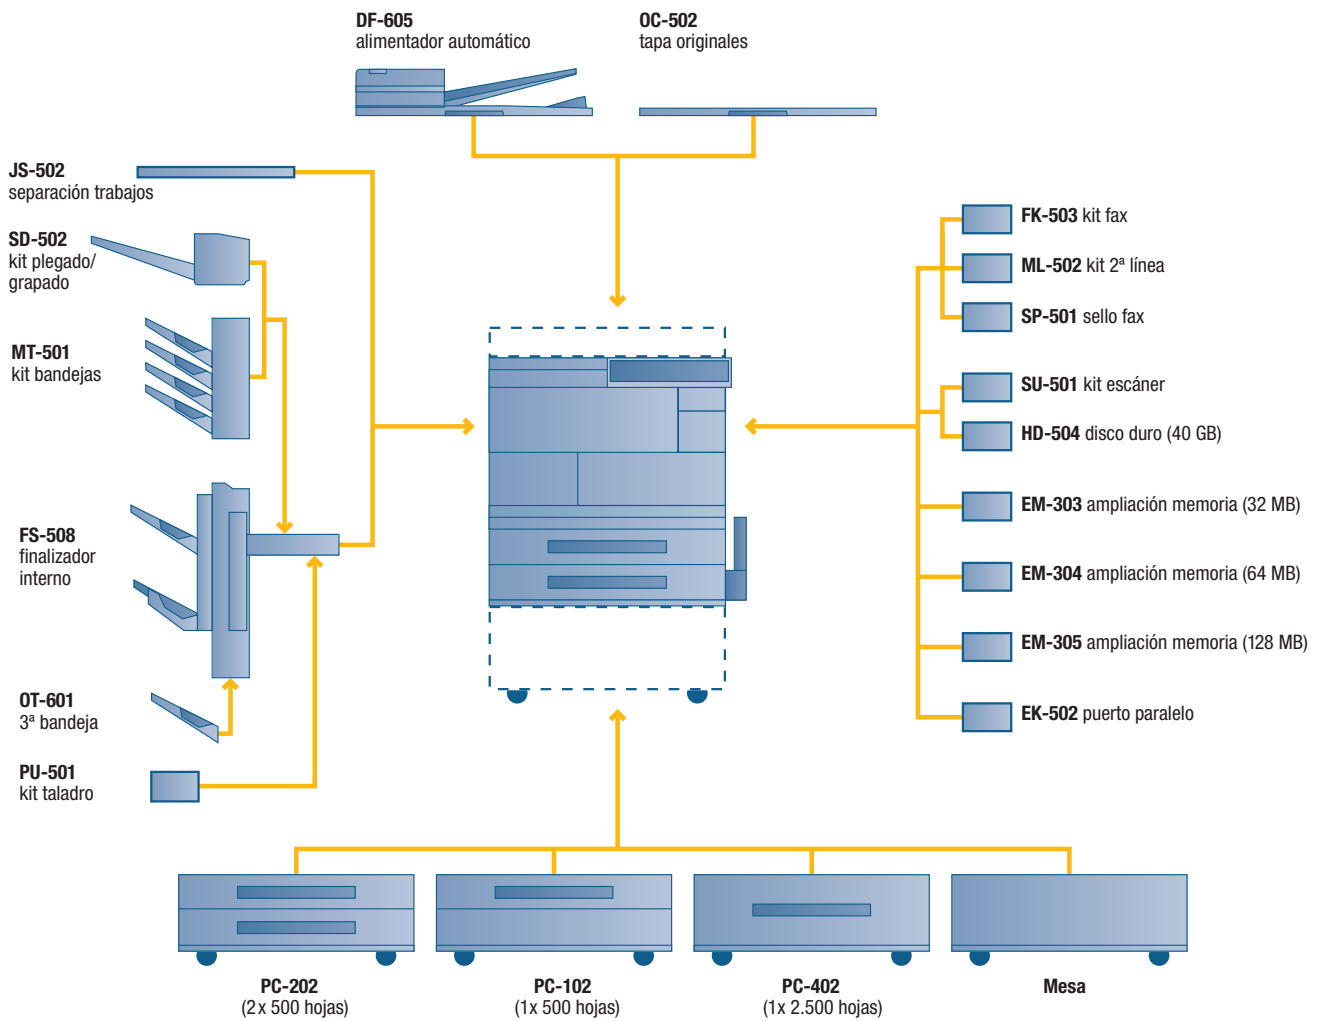 DF-605
alimentador automático
OC-502
tapa originales
JS-502
separación trabajos
SD-502
kit plegado/
grapado
MT-501
kit bandejas
FS-508
finalizador
interno
OT-601
3ª bandeja
PU-501
kit taladro
FK-503 kit fax
ML-502 kit 2ª línea
SP-501 sello fax
SU-501 kit escáner
HD-504 disco duro (40 GB)
EM-303 ampliación memoria (32 MB)
EM-304 ampliación memoria (64 MB)
EM-305 ampliación memoria (128 MB)
EK-502 puerto paralelo
PC-202
(2 x 500 hojas)
PC-102
(1x 500 hojas)
PC-402
(1x 2.500 hojas)
Mesa